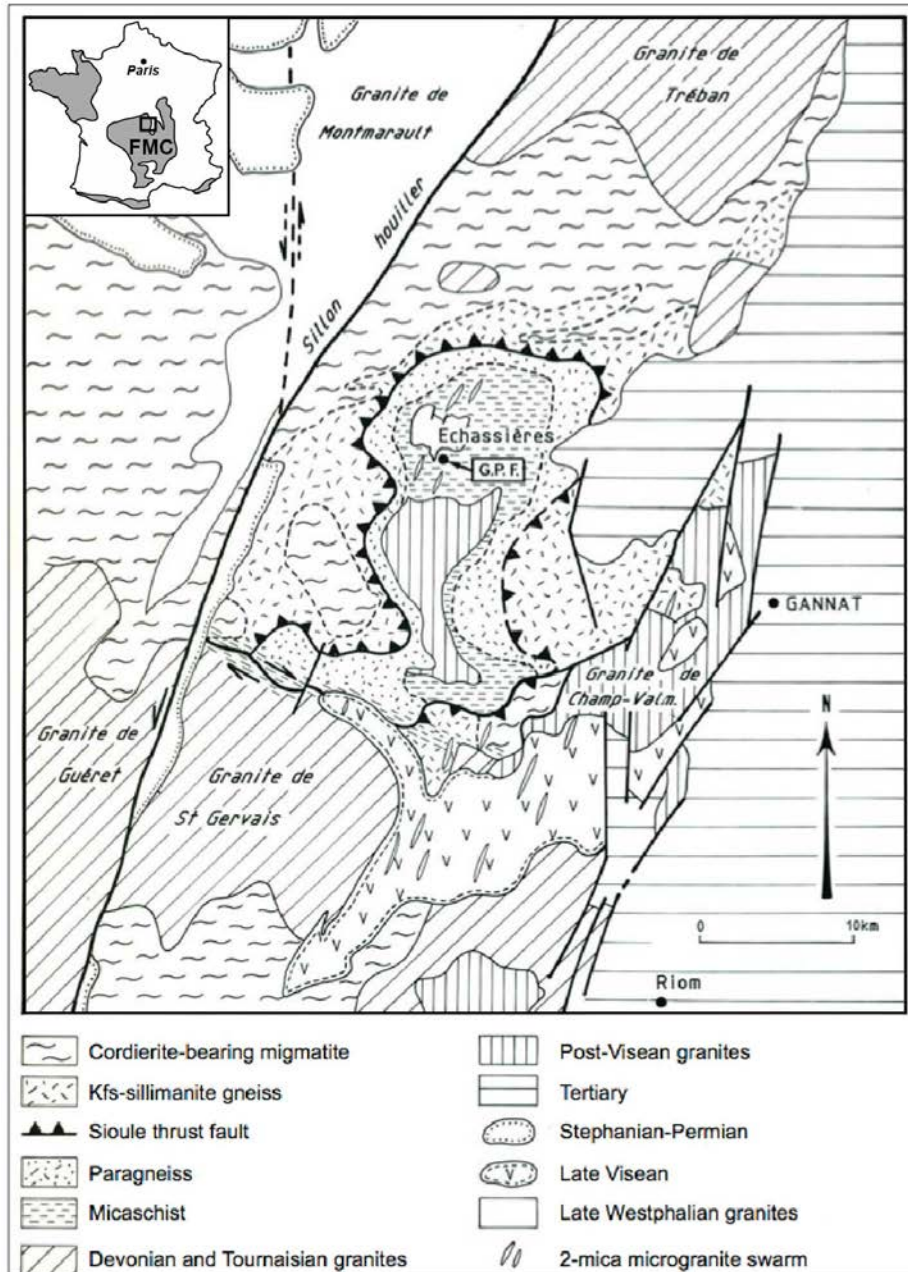 Paris
FMC
Granite de
Montmarault
Granite de
Tréban
houiller
Sillon
Echassières
G.P.F.
GANNAT
Granite de
Champ-Valm.
N
Granite de
Guéret
Granite de
St Gervais
0 10km
Riom
Cordierite-bearing migmatite
Kfs-sillimanite gneiss
Sioule thrust fault
Paragneiss
Micaschist
Devonian and Tournaisian granites
Post-Visean granites
Tertiary
Stephanian-Permian
V Late Visean
Late Westphalian granites
2-mica microgranite swarm